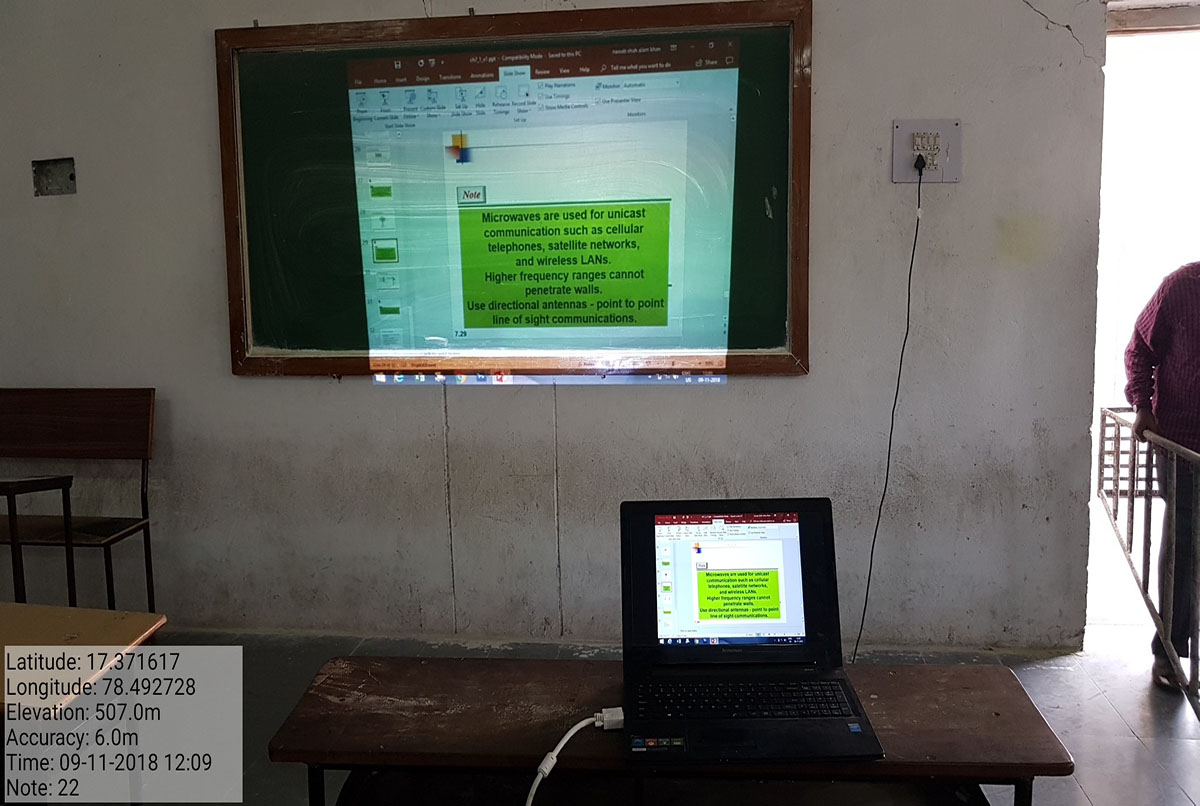 ch7_1_v1.ppt - Compatibility Mode - Saved to this PC
File Home Insert Design Transitions Animations Slide Show Review View Help Tell me what you want to do Share
Play Narrations
Use Timings
Show Media Controls
Monitor: Automatic
Use Presenter View
From Beginning
From Current Slide
Present Online
Custom Slide Show
Set Up Slide Show
Hide Slide
Rehearse Timings
Record Slide Show
Start Slide Show
Set Up
Monitors
Note
Microwaves are used for unicast
communication such as cellular
telephones, satellite networks,
and wireless LANs.
Higher frequency ranges cannot
penetrate walls.
Use directional antennas - point to point
line of sight communications.
7.29
09-11-2018
Note
Microwaves are used for unicast
communication such as cellular
telephones, satellite networks,
and wireless LANs.
Higher frequency ranges cannot
penetrate walls.
Use directional antennas - point to point
line of sight communications.
Latitude: 17.371617
Longitude: 78.492728
Elevation: 507.0m
Accuracy: 6.0m
Time: 09-11-2018 12:09
Note: 22